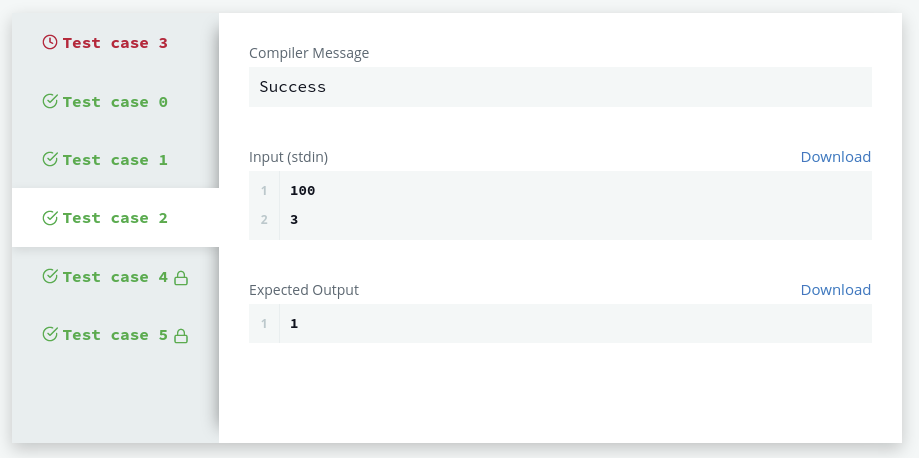 Test case 3
Test case 0
Test case 1
Test case 2
Test case 4
Test case 5
Compiler Message
Success
Input (stdin)
Download
1 100
2 3
Expected Output
Download
1 1